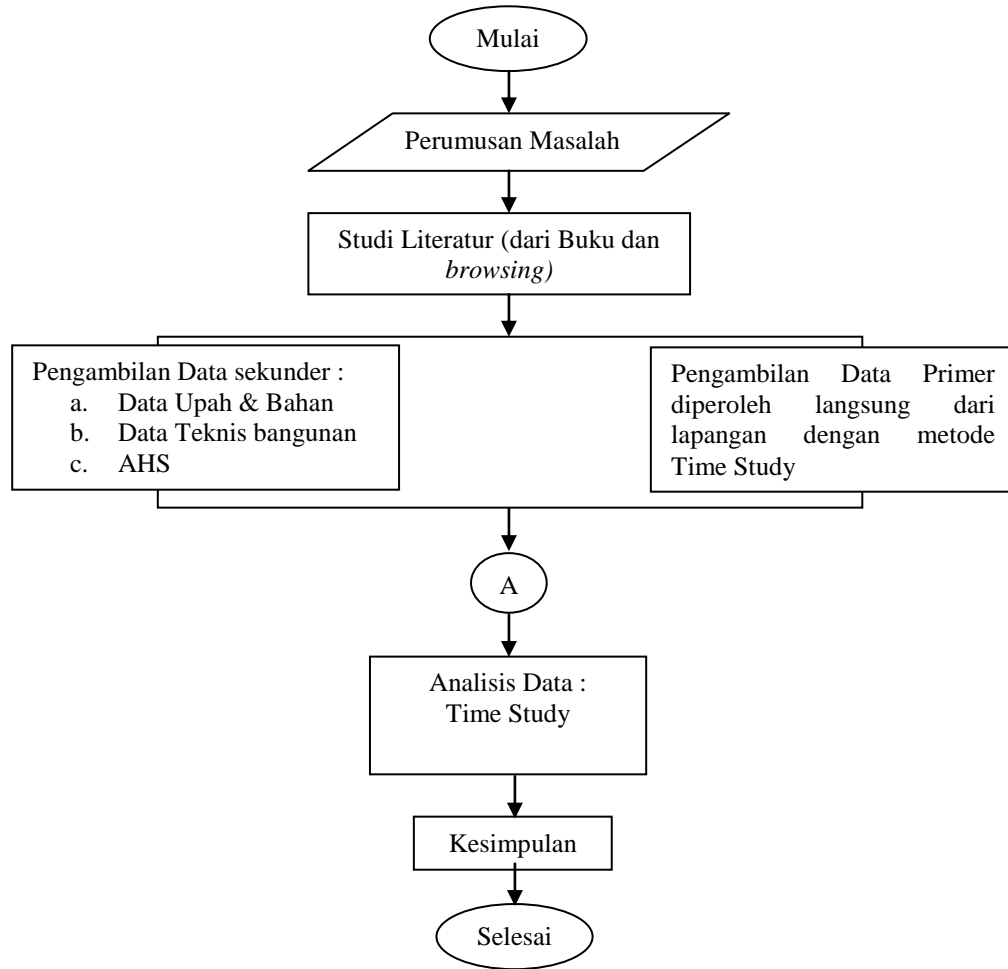 Mulai
Perumusan Masalah
Studi Literatur (dari Buku dan
browsing)
Pengambilan Data sekunder :
a. Data Upah & Bahan
b. Data Teknis bangunan
c. AHS
Pengambilan Data Primer
diperoleh langsung dari
lapangan dengan metode
Time Study
A
Analisis Data :
Time Study
Kesimpulan
Selesai